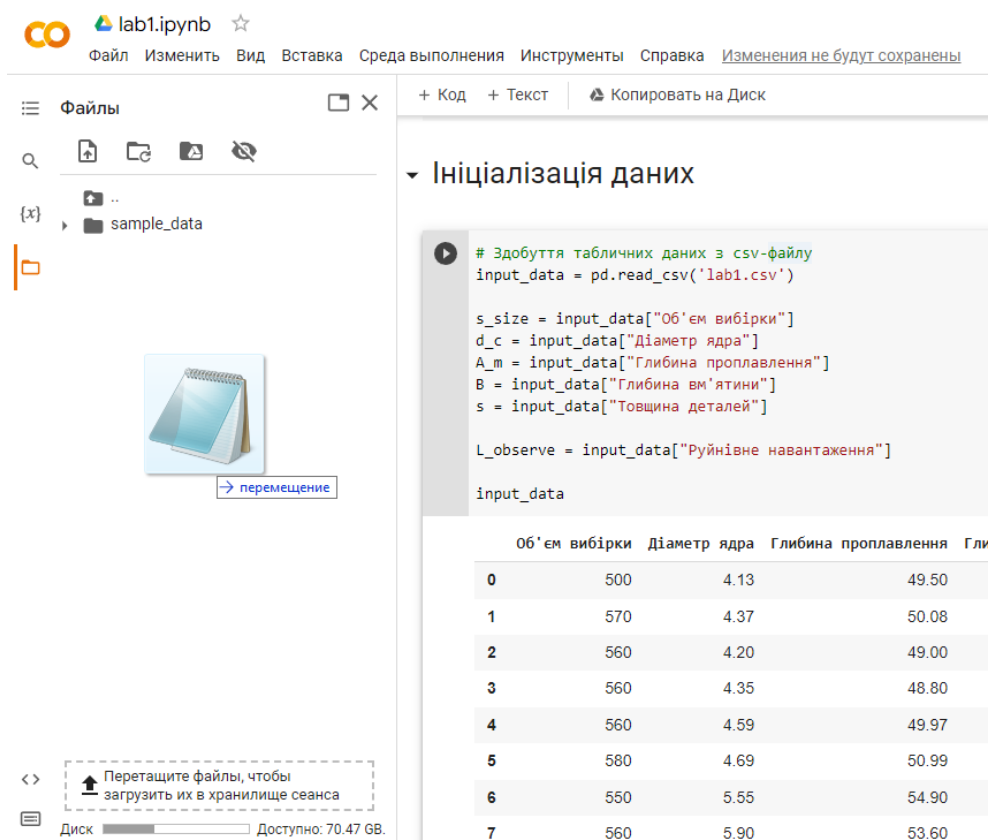 lab1.ipynb
Файл Изменить Вид Вставка Среда выполнения Инструменты Справка Изменения не будут сохранены
Файлы
+ Код + Текст Копировать на Диск
..
sample_data
{x}
перемещение
<>
Перетащите файлы, чтобы
загрузить их в хранилище сеанса
Диск Доступно: 70.47 GB.
Ініціалізація даних
# Здобуття табличних даних з csv-файлу
input_data = pd.read_csv('lab1.csv')
s_size = input_data["Об'єм вибірки"]
d_c = input_data["Діаметр ядра"]
A_m = input_data["Глибина проплавлення"]
B = input_data["Глибина вм'ятини"]
s = input_data["Товщина деталей"]
L_observe = input_data["Руйнівне навантаження"]
input_data
Об'єм вибірки Діаметр ядра Глибина проплавлення Гли
0 500 4.13 49.50
1 570 4.37 50.08
2 560 4.20 49.00
3 560 4.35 48.80
4 560 4.59 49.97
5 580 4.69 50.99
6 550 5.55 54.90
7 560 5.90 53.60